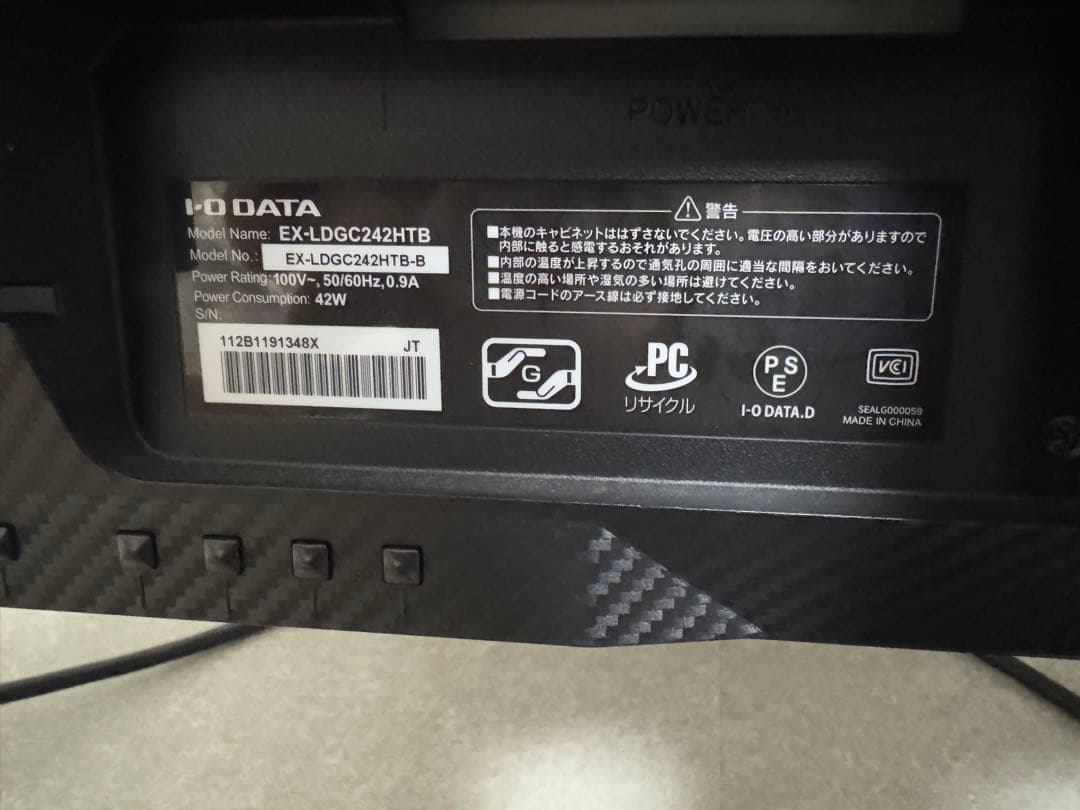 POWER
I-O DATA
Model Name: EX-LDGC242HTB
Model No.: EX-LDGC242HTB-B
Power Rating: 100V~, 50/60Hz, 0.9A
Power Consumption: 42W
S/N:
112B1191348X JT
警告
■本機のキャビネットははずさないでください。電圧の高い部分がありますので
内部に触ると感電するおそれがあります。
■内部の温度が上昇するので通気孔の周囲に適当な間隔をおいてください。
■温度の高い場所や湿気の多い場所は避けてください。
■電源コードのアース線は必ず接地してください。
G
PC
リサイクル
PS
E
I-O DATA.D
VCI
SEALG000059
MADE IN CHINA